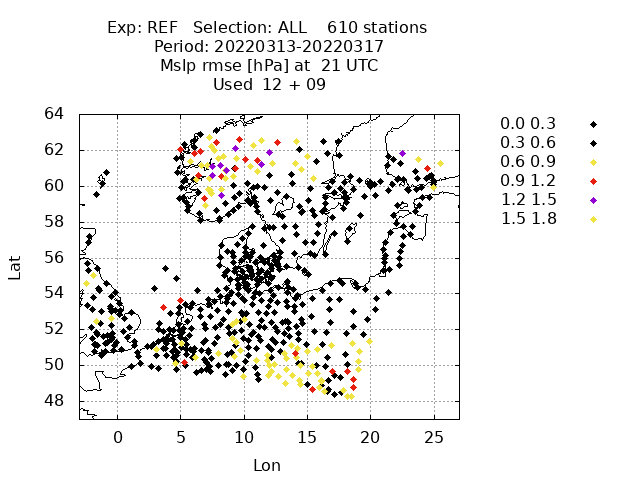 Exp: REF   Selection: ALL    610 stations
Period: 20220313-20220317
Mslp rmse [hPa] at  21 UTC
Used  12 + 09
64
62
60
58
56
54
52
50
48
Lat
0 5 10 15 20 25
Lon
0.0 0.3
0.3 0.6
0.6 0.9
0.9 1.2
1.2 1.5
1.5 1.8